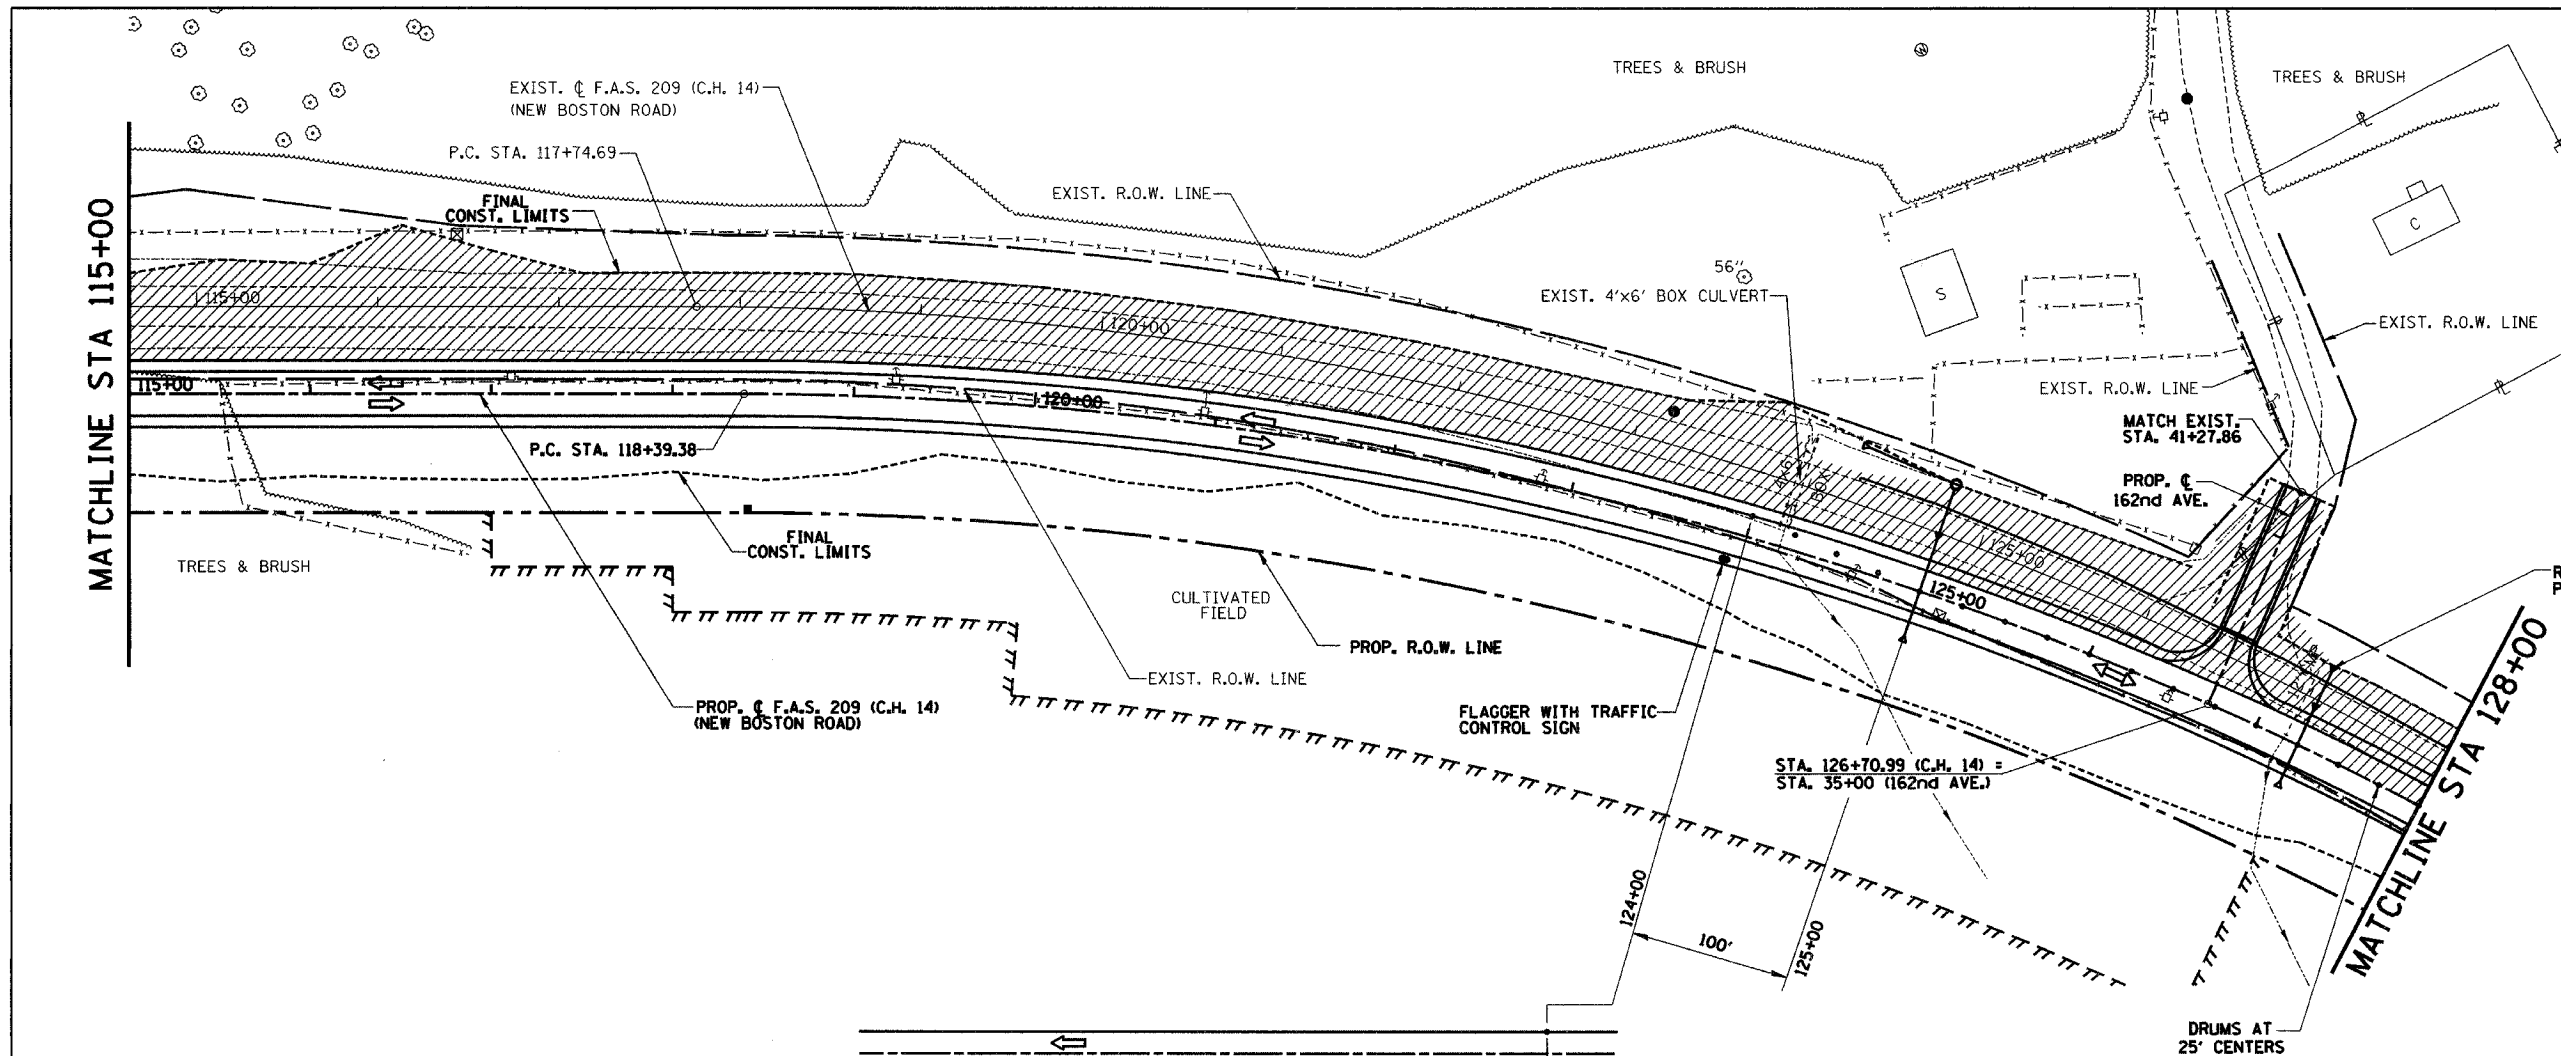 TREES & BRUSH
TREES & BRUSH
EXIST. ℄ F.A.S. 209 (C.H. 14)
(NEW BOSTON ROAD)
P.C. STA. 117+74.69
EXIST. R.O.W. LINE
FINAL
CONST. LIMITS
MATCHLINE STA 115+00
115+00
120+00
56"
EXIST. 4'x6' BOX CULVERT
S
C
W
EXIST. R.O.W. LINE
EXIST. R.O.W. LINE
MATCH EXIST.
STA. 41+27.86
PROP. ℄
162nd AVE.
115+00
120+00
P.C. STA. 118+39.38
4'X6'
BOX
125+00
125+00
FINAL
CONST. LIMITS
TREES & BRUSH
CULTIVATED
FIELD
PROP. R.O.W. LINE
EXIST. R.O.W. LINE
PROP. ℄ F.A.S. 209 (C.H. 14)
(NEW BOSTON ROAD)
FLAGGER WITH TRAFFIC
CONTROL SIGN
STA. 126+70.99 (C.H. 14) =
STA. 35+00 (162nd AVE.)
R
P
MATCHLINE STA 128+00
124+00
100'
125+00
DRUMS AT
25' CENTERS